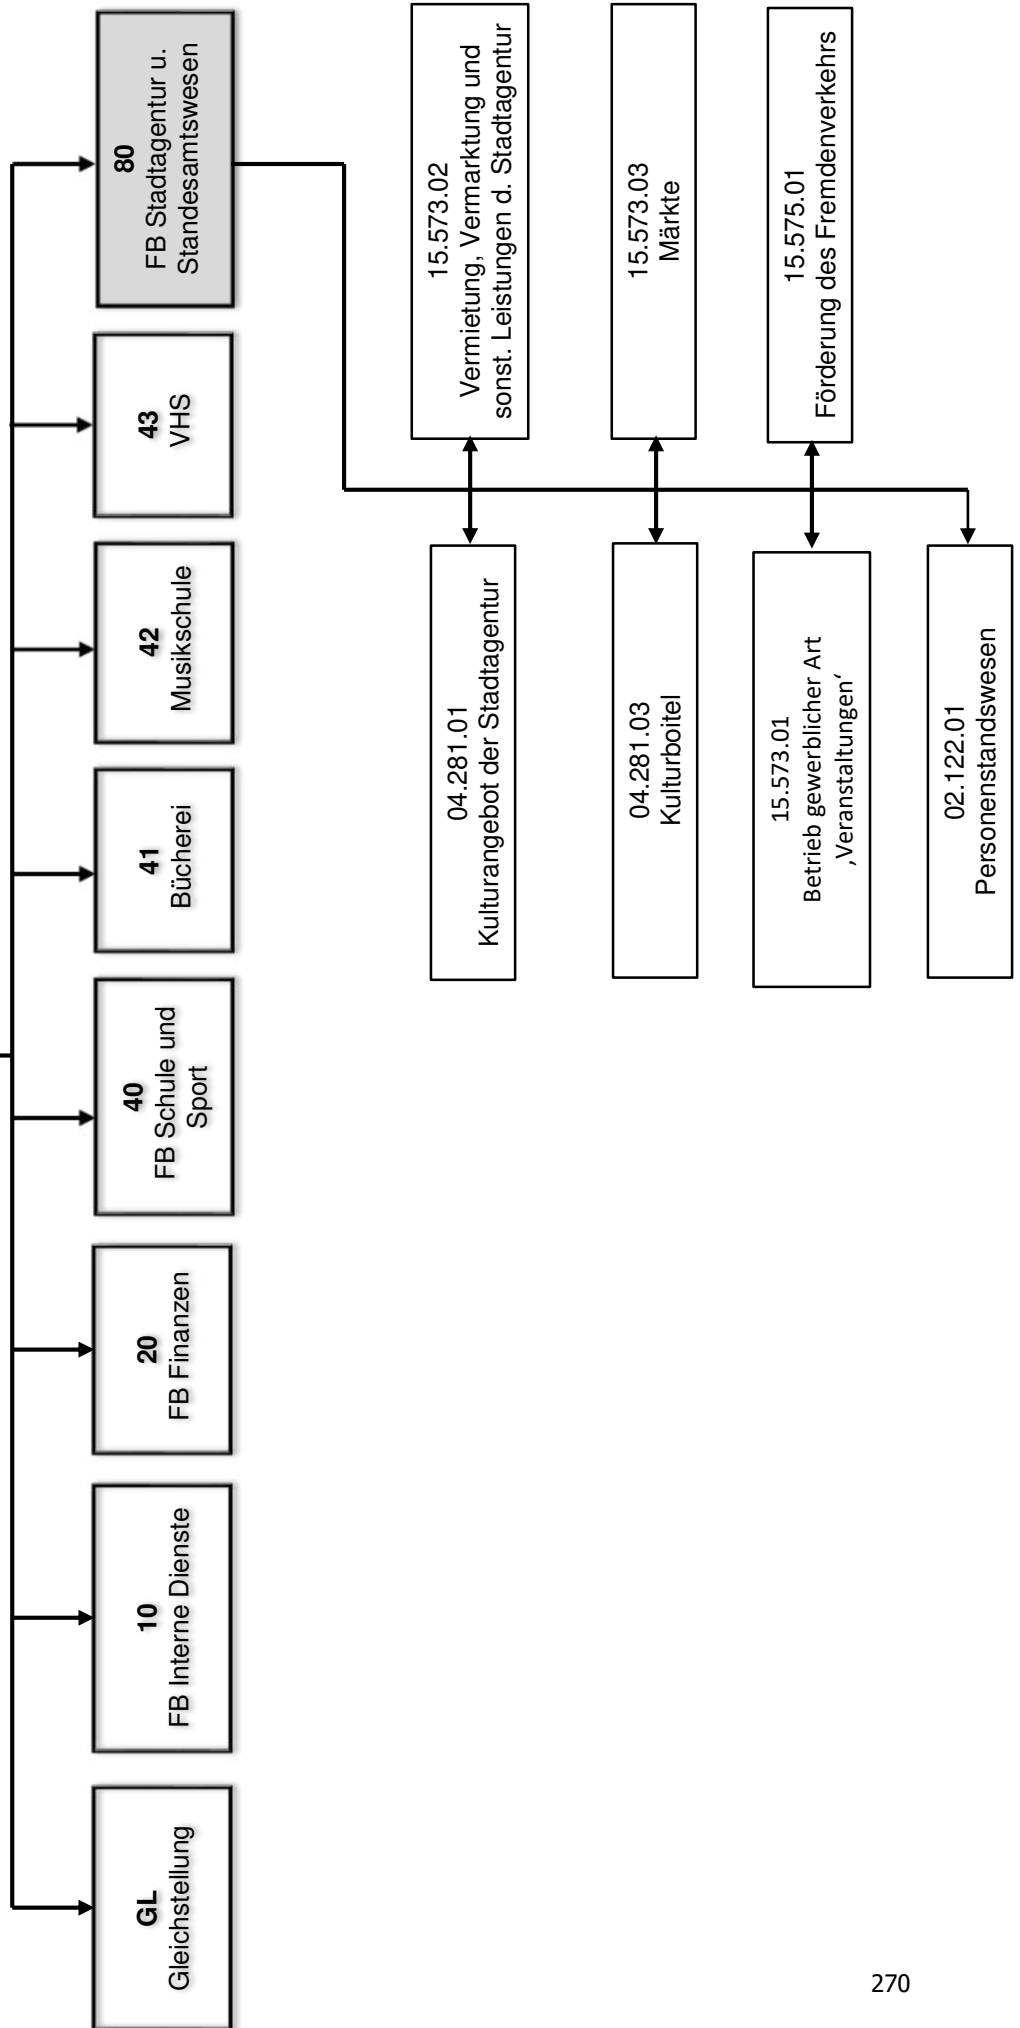 GL
Gleichstellung
10
FB Interne Dienste
20
FB Finanzen
40
FB Schule und
Sport
41
Bücherei
42
Musikschule
43
VHS
80
FB Stadtagentur u.
Standesamtswesen
04.281.01
Kulturangebot der Stadtagentur
15.573.02
Vermietung, Vermarktung und
sonst. Leistungen d. Stadtagentur
04.281.03
Kulturboitel
15.573.03
Märkte
15.573.01
Betrieb gewerblicher Art
‚Veranstaltungen‘
15.575.01
Förderung des Fremdenverkehrs
02.122.01
Personenstandswesen
270